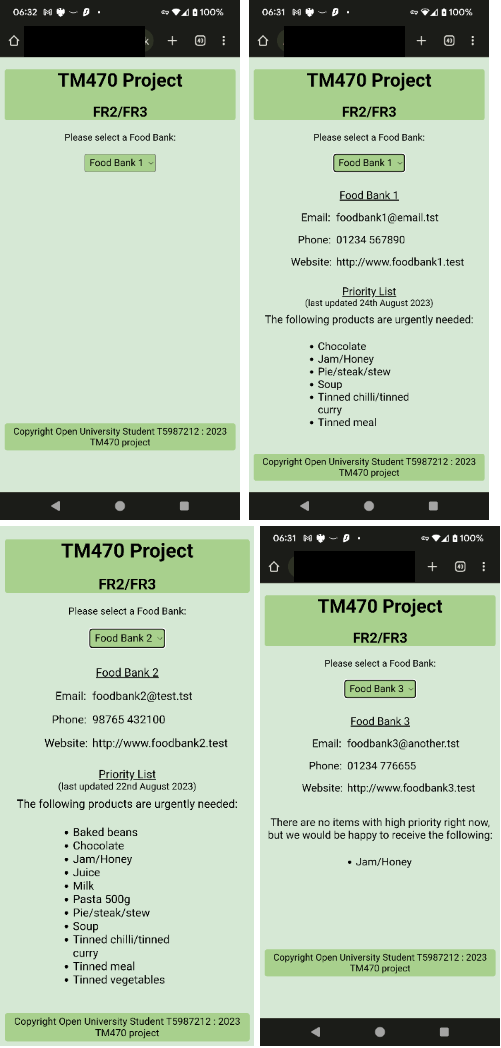 06:32 100%
TM470 Project
FR2/FR3
Please select a Food Bank:
Food Bank 1
Copyright Open University Student T5987212 : 2023
TM470 project
06:31 100%
TM470 Project
FR2/FR3
Please select a Food Bank:
Food Bank 1
Food Bank 1
Email: foodbank1@email.tst
Phone: 01234 567890
Website: http://www.foodbank1.test
Priority List
(last updated 24th August 2023)
The following products are urgently needed:
• Chocolate
• Jam/Honey
• Pie/steak/stew
• Soup
• Tinned chilli/tinned
curry
• Tinned meal
Copyright Open University Student T5987212 : 2023
TM470 project
TM470 Project
FR2/FR3
Please select a Food Bank:
Food Bank 2
Food Bank 2
Email: foodbank2@test.tst
Phone: 98765 432100
Website: http://www.foodbank2.test
Priority List
(last updated 22nd August 2023)
The following products are urgently needed:
• Baked beans
• Chocolate
• Jam/Honey
• Juice
• Milk
• Pasta 500g
• Pie/steak/stew
• Soup
• Tinned chilli/tinned
curry
• Tinned meal
• Tinned vegetables
Copyright Open University Student T5987212 : 2023
TM470 project
06:31 100%
TM470 Project
FR2/FR3
Please select a Food Bank:
Food Bank 3
Food Bank 3
Email: foodbank3@another.tst
Phone: 01234 776655
Website: http://www.foodbank3.test
There are no items with high priority right now,
but we would be happy to receive the following:
• Jam/Honey
Copyright Open University Student T5987212 : 2023
TM470 project